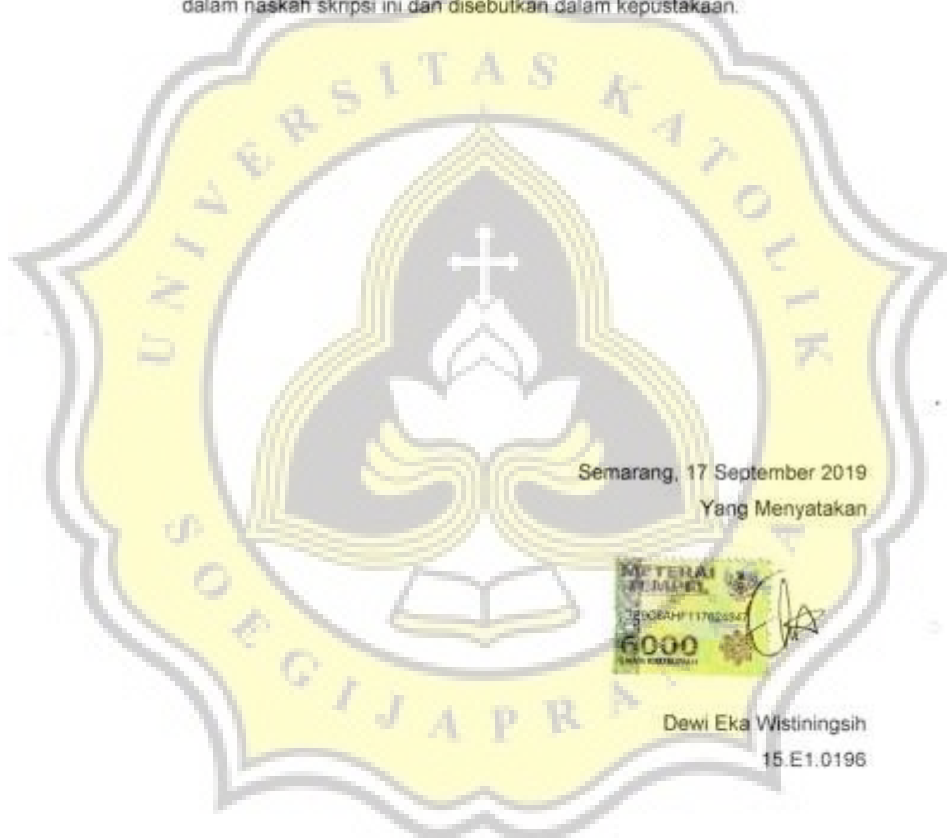 dalam naskah skripsi ini dan disebutkan dalam kepustakaan.
UNIVERSITAS KATOLIK
SOEGIJAPRA A
Semarang, 17 September 2019
Yang Menyatakan
METERAI
TEMPEL
6000
Dewi Eka Wistiningsih
15.E1.0196